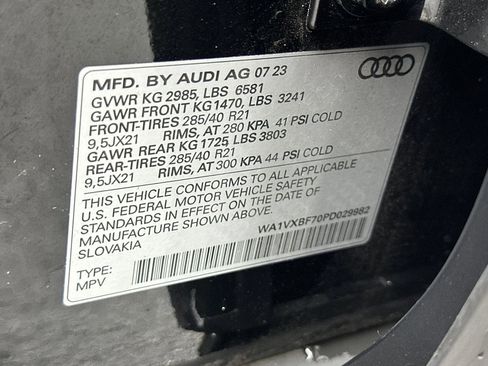 MFD. BY AUDI AG 07 23
GVWR KG 2985, LBS 6581
GAWR FRONT KG1470, LBS 3241
FRONT-TIRES 285/40 R21
9,5JX21 RIMS, AT 280 KPA 41 PSI COLD
GAWR REAR KG 1725 LBS 3803
REAR-TIRES 285/40 R21
9,5JX21 RIMS, AT 300 KPA 44 PSI COLD
THIS VEHICLE CONFORMS TO ALL APPLICABLE
U.S. FEDERAL MOTOR VEHICLE SAFETY
STANDARDS IN EFFECT ON THE DATE OF
MANUFACTURE SHOWN ABOVE.
SLOVAKIA
WA1VXBF70PD029982
TYPE:
MPV